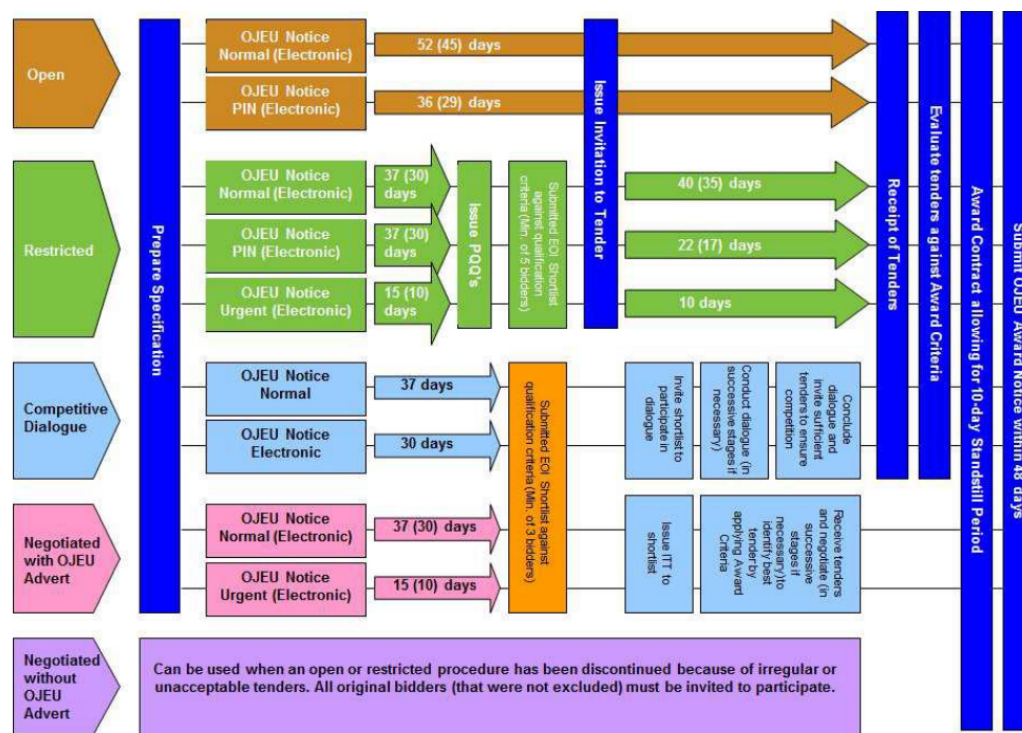 Open
Prepare Specification
OJEU Notice
Normal (Electronic)
52 (45) days
OJEU Notice
PIN (Electronic)
36 (29) days
Issue Invitation to Tender
Receipt of Tenders
Evaluate tenders against Award Criteria
Award Contract allowing for 10-day Standstill Period
Submit OJEU Award Notice within 48 days
Restricted
OJEU Notice
Normal (Electronic)
37 (30)
days
OJEU Notice
PIN (Electronic)
37 (30)
days
OJEU Notice
Urgent (Electronic)
15 (10)
days
Issue PQQ's
Submitted EOI Shortlist
against qualification
criteria (Min. of 5 bidders)
40 (35) days
22 (17) days
10 days
Competitive
Dialogue
OJEU Notice
Normal
37 days
OJEU Notice
Electronic
30 days
Submitted EOI Shortlist against
qualification criteria (Min. of 3 bidders)
Invite shortlist to
participate in
dialogue
Conduct dialogue (in
successive stages if
necessary)
Conclude
dialogue and
invite sufficient
tenders to ensure
competition
Negotiated
with OJEU
Advert
OJEU Notice
Normal (Electronic)
37 (30) days
OJEU Notice
Urgent (Electronic)
15 (10) days
Issue ITT to
shortlist
Receive tenders
and negotiate (in
successive
stages if
necessary)to
identify best
tender by
applying Award
Criteria
Negotiated
without
OJEU
Advert
Can be used when an open or restricted procedure has been discontinued because of irregular or
unacceptable tenders. All original bidders (that were not excluded) must be invited to participate.